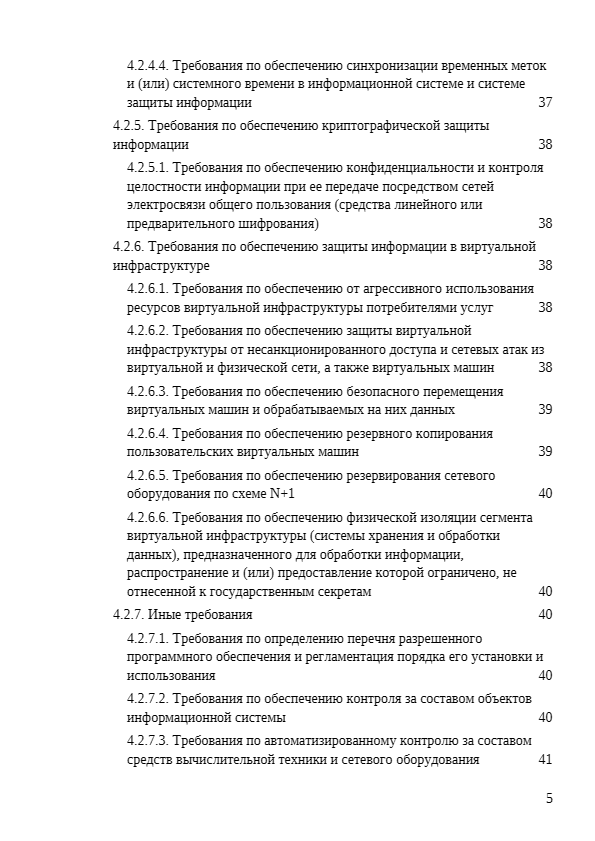 4.2.4.4. Требования по обеспечению синхронизации временных меток
и (или) системного времени в информационной системе и системе
защиты информации 37
4.2.5. Требования по обеспечению криптографической защиты
информации 38
4.2.5.1. Требования по обеспечению конфиденциальности и контроля
целостности информации при ее передаче посредством сетей
электросвязи общего пользования (средства линейного или
предварительного шифрования) 38
4.2.6. Требования по обеспечению защиты информации в виртуальной
инфраструктуре 38
4.2.6.1. Требования по обеспечению от агрессивного использования
ресурсов виртуальной инфраструктуры потребителями услуг 38
4.2.6.2. Требования по обеспечению защиты виртуальной
инфраструктуры от несанкционированного доступа и сетевых атак из
виртуальной и физической сети, а также виртуальных машин 38
4.2.6.3. Требования по обеспечению безопасного перемещения
виртуальных машин и обрабатываемых на них данных 39
4.2.6.4. Требования по обеспечению резервного копирования
пользовательских виртуальных машин 39
4.2.6.5. Требования по обеспечению резервирования сетевого
оборудования по схеме N+1 40
4.2.6.6. Требования по обеспечению физической изоляции сегмента
виртуальной инфраструктуры (системы хранения и обработки
данных), предназначенного для обработки информации,
распространение и (или) предоставление которой ограничено, не
отнесенной к государственным секретам 40
4.2.7. Иные требования 40
4.2.7.1. Требования по определению перечня разрешенного
программного обеспечения и регламентация порядка его установки и
использования 40
4.2.7.2. Требования по обеспечению контроля за составом объектов
информационной системы 40
4.2.7.3. Требования по автоматизированному контролю за составом
средств вычислительной техники и сетевого оборудования 41
5